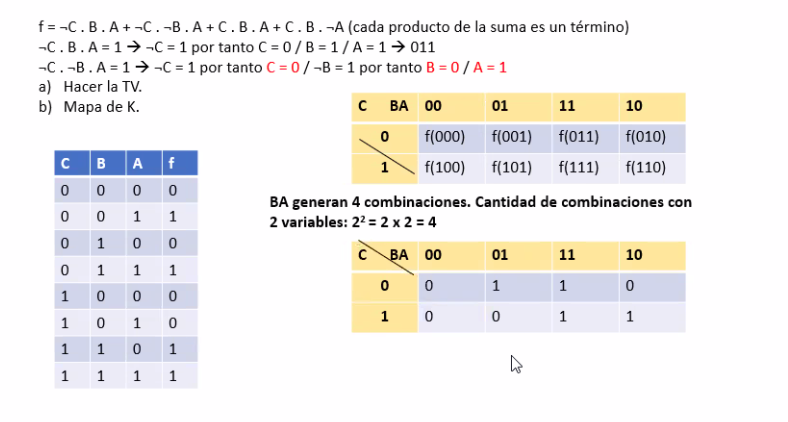 f = ¬C . B . A + ¬C . ¬B . A + C . B . A + C . B . ¬A (cada producto de la suma es un término)
¬C . B . A = 1 → ¬C = 1 por tanto C = 0 / B = 1 / A = 1 → 011
¬C . ¬B . A = 1 → ¬C = 1 por tanto C = 0 / ¬B = 1 por tanto B = 0 / A = 1
a) Hacer la TV.
b) Mapa de K.
C BA 00 01 11 10
0 f(000) f(001) f(011) f(010)
1 f(100) f(101) f(111) f(110)
BA generan 4 combinaciones. Cantidad de combinaciones con
2 variables: 2² = 2 x 2 = 4
C BA 00 01 11 10
0 0 1 1 0
1 0 0 1 1
C B A f
0 0 0 0
0 0 1 1
0 1 0 0
0 1 1 1
1 0 0 0
1 0 1 0
1 1 0 1
1 1 1 1